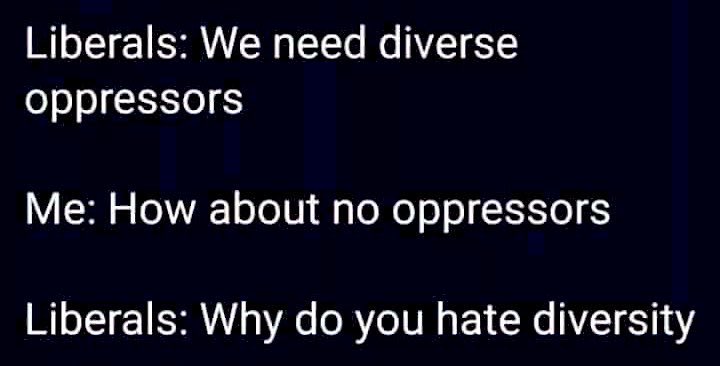 Liberals: We need diverse
oppressors
Me: How about no oppressors
Liberals: Why do you hate diversity